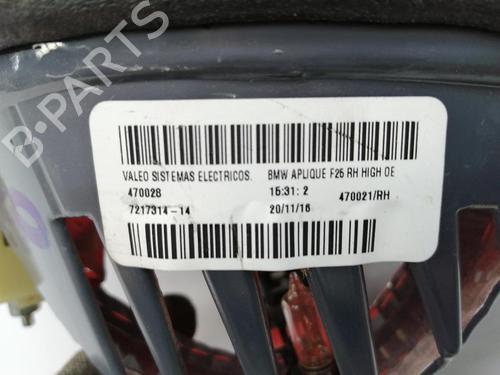 B-PARTS
VALEO SISTEMAS ELECTRICOS. BMW APLIQUE F25 RH HIGH OE
470028 15:31: 2 470021/RH
7217314-14 20/11/16